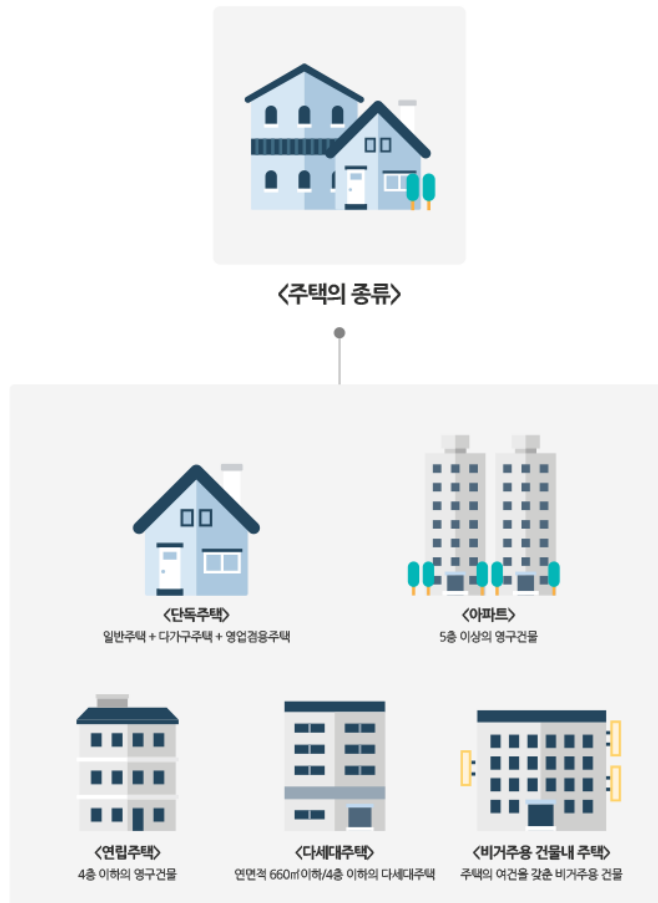 <주택의 종류>
<단독주택>
일반주택 + 다가구주택 + 영업겸용주택
<아파트>
5층 이상의 영구건물
<연립주택>
4층 이하의 영구건물
<다세대주택>
연면적 660㎡이하/4층 이하의 다세대주택
<비거주용 건물내 주택>
주택의 여건을 갖춘 비거주용 건물